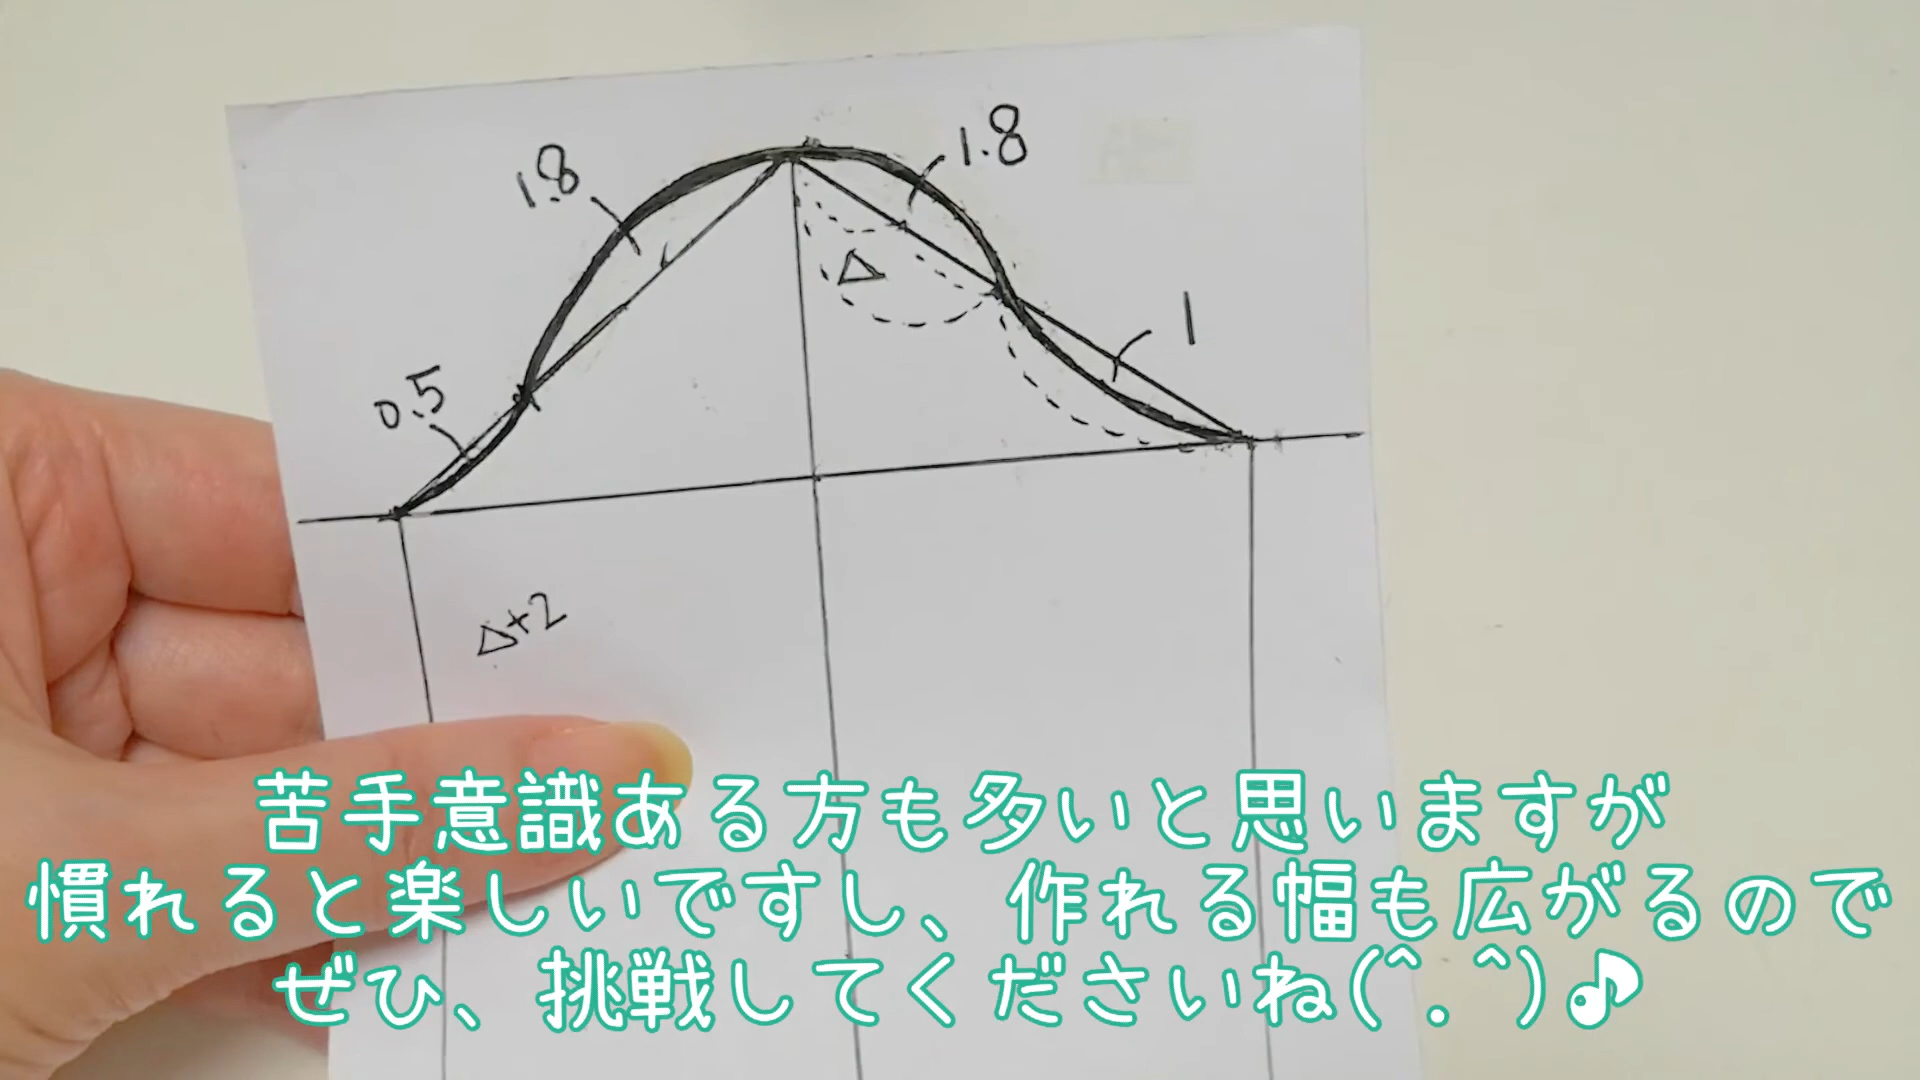 1.8
1.8
Δ
1
0.5
Δ+2
苦手意識ある方も多いと思いますが
慣れると楽しいですし、作れる幅も広がるので
ぜひ、挑戦してくださいね(^.^)♪